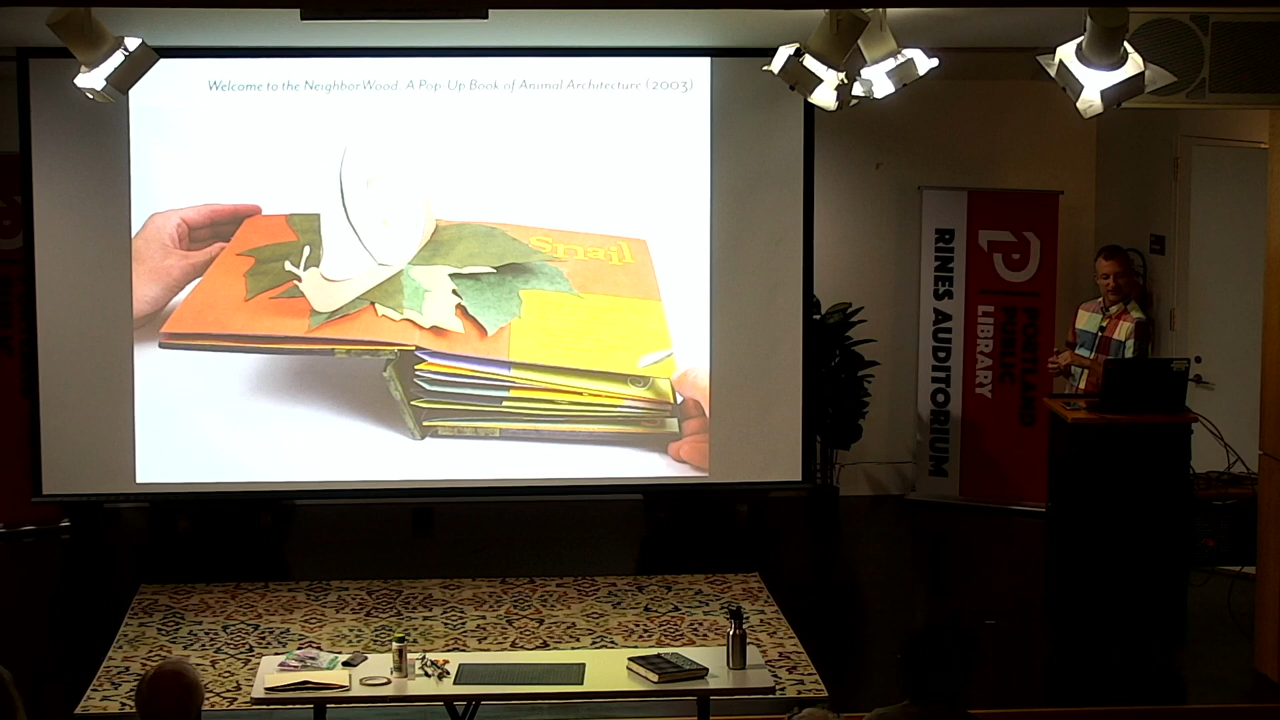 Welcome to the NeighborWood: A Pop-Up Book of Animal Architecture (2003)
Snail
RINES AUDITORIUM
PORTLAND
PUBLIC
LIBRARY